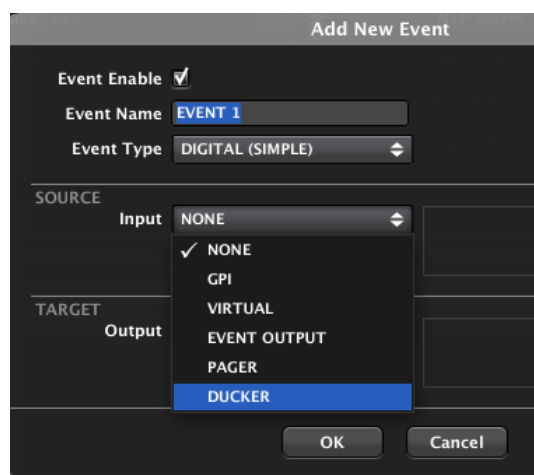 Add New Event
Event Enable
Event Name EVENT 1
Event Type DIGITAL (SIMPLE)
SOURCE
Input NONE
✓ NONE
GPI
VIRTUAL
EVENT OUTPUT
PAGER
DUCKER
TARGET
Output
OK Cancel